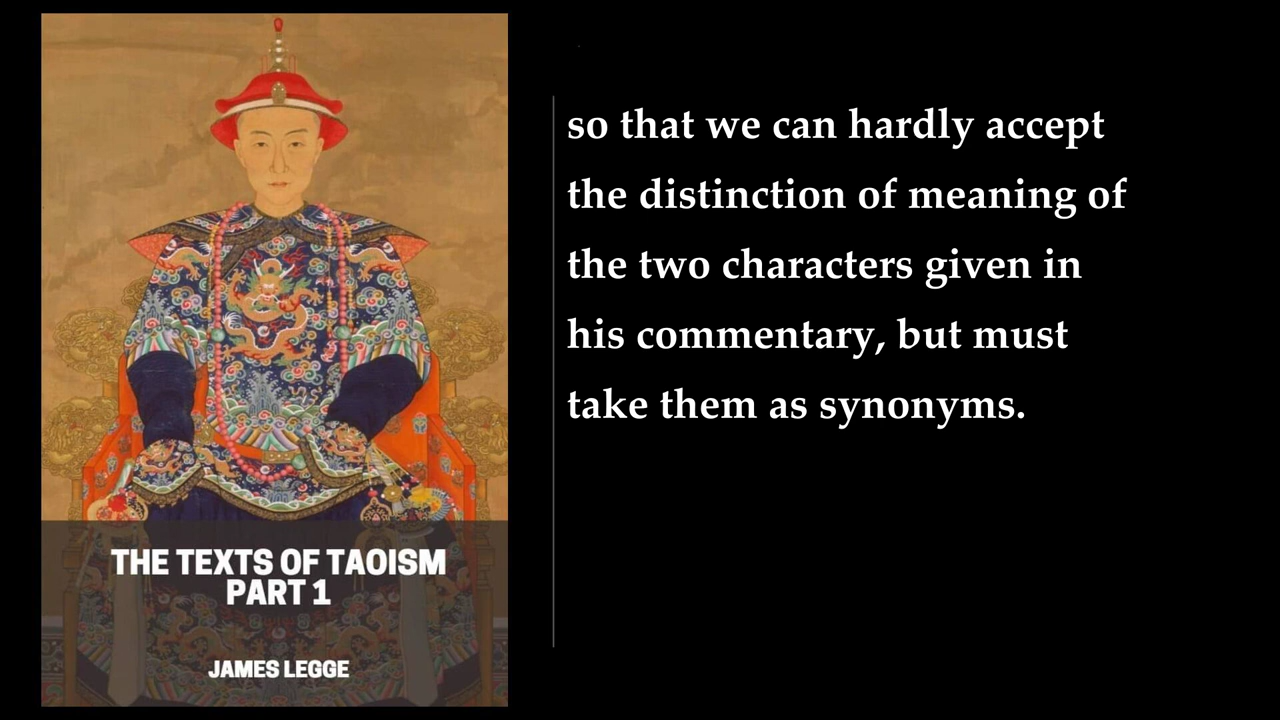 THE TEXTS OF TAOISM
PART 1
JAMES LEGGE
so that we can hardly accept
the distinction of meaning of
the two characters given in
his commentary, but must
take them as synonyms.